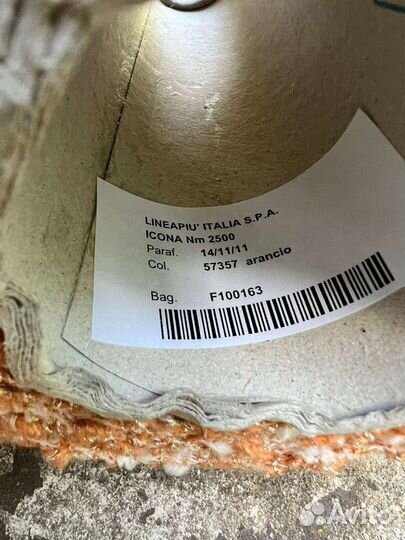 LINEAPIU' ITALIA S.P.A.
ICONA Nm 2500
Paraf. 14/11/11
Col. 57357 arancio
Bag. F100163
Avito